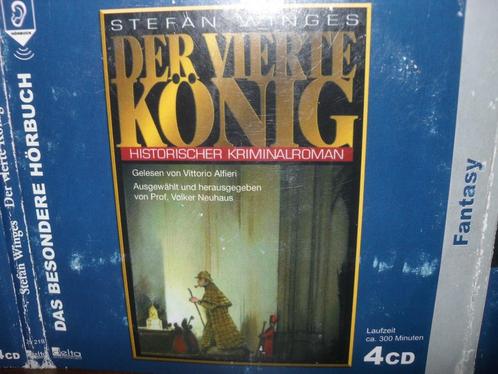 HÖRBUCH
Stefan Winges
Der vierte König
DAS BESONDERE HÖRBUCH
4CD
STEFAN WINGES
DER VIERTE
KÖNIG
HISTORISCHER KRIMINALROMAN
Gelesen von Vittorio Alfieri
Ausgewählt und herausgegeben
von Prof. Volker Neuhaus
Fantasy
Laufzeit
ca. 300 Minuten
4CD